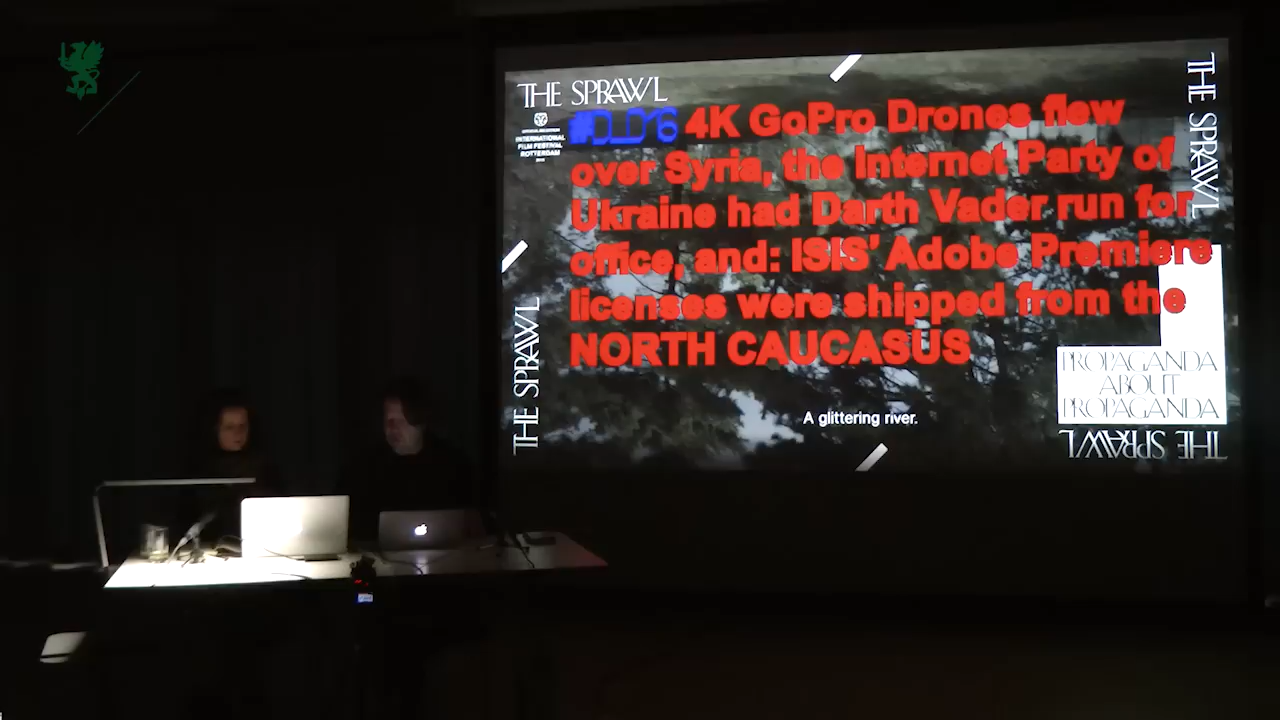 THE SPRAWL
INTERNATIONAL
FILM FESTIVAL
ROTTERDAM
4K GoPro Drones flew
over Syria, the Internet Party of
Ukraine had Darth Vader run for
office, and: ISIS' Adobe Premiere
licenses were shipped from the
NORTH CAUCASUS
THE SPRAWL
THE SPRAWL
PROPAGANDA
ABOUT
PROPAGANDA
A glittering river.
THE SPRAWL